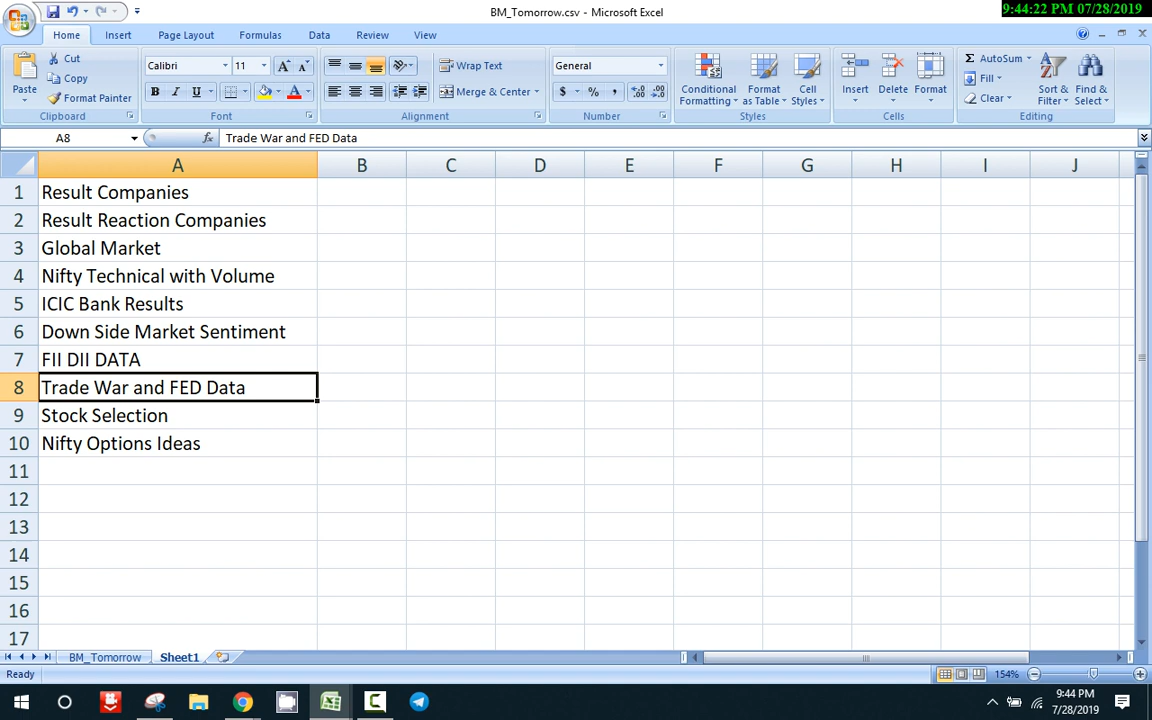 BM_Tomorrow.csv - Microsoft Excel
9:44:22 PM 07/28/2019
Home Insert Page Layout Formulas Data Review View
Cut
Copy
Format Painter
Paste
Clipboard
Calibri 11
B I U
Font
Wrap Text
Merge & Center
Alignment
General
$ % ,
Number
Conditional Formatting
Format as Table
Cell Styles
Styles
Insert Delete Format
Cells
Σ AutoSum
Fill
Clear
Sort & Filter
Find & Select
Editing
A8 fx Trade War and FED Data
A B C D E F G H I J
1 Result Companies
2 Result Reaction Companies
3 Global Market
4 Nifty Technical with Volume
5 ICIC Bank Results
6 Down Side Market Sentiment
7 FII DII DATA
8 Trade War and FED Data
9 Stock Selection
10 Nifty Options Ideas
11
12
13
14
15
16
17
BM_Tomorrow Sheet1
Ready 154%
9:44 PM
7/28/2019